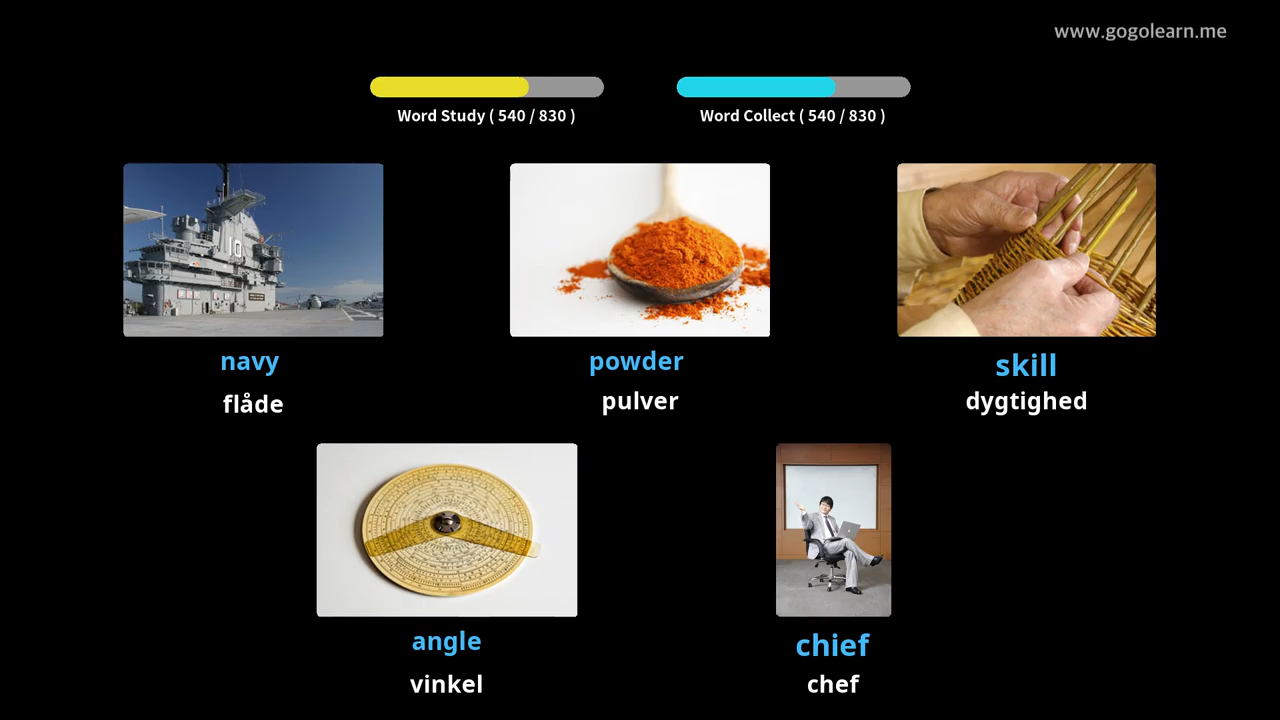 www.gogolearn.me
Word Study ( 540 / 830 )
Word Collect ( 540 / 830 )
10
navy
powder
skill
flåde
pulver
dygtighed
angle
chief
vinkel
chef